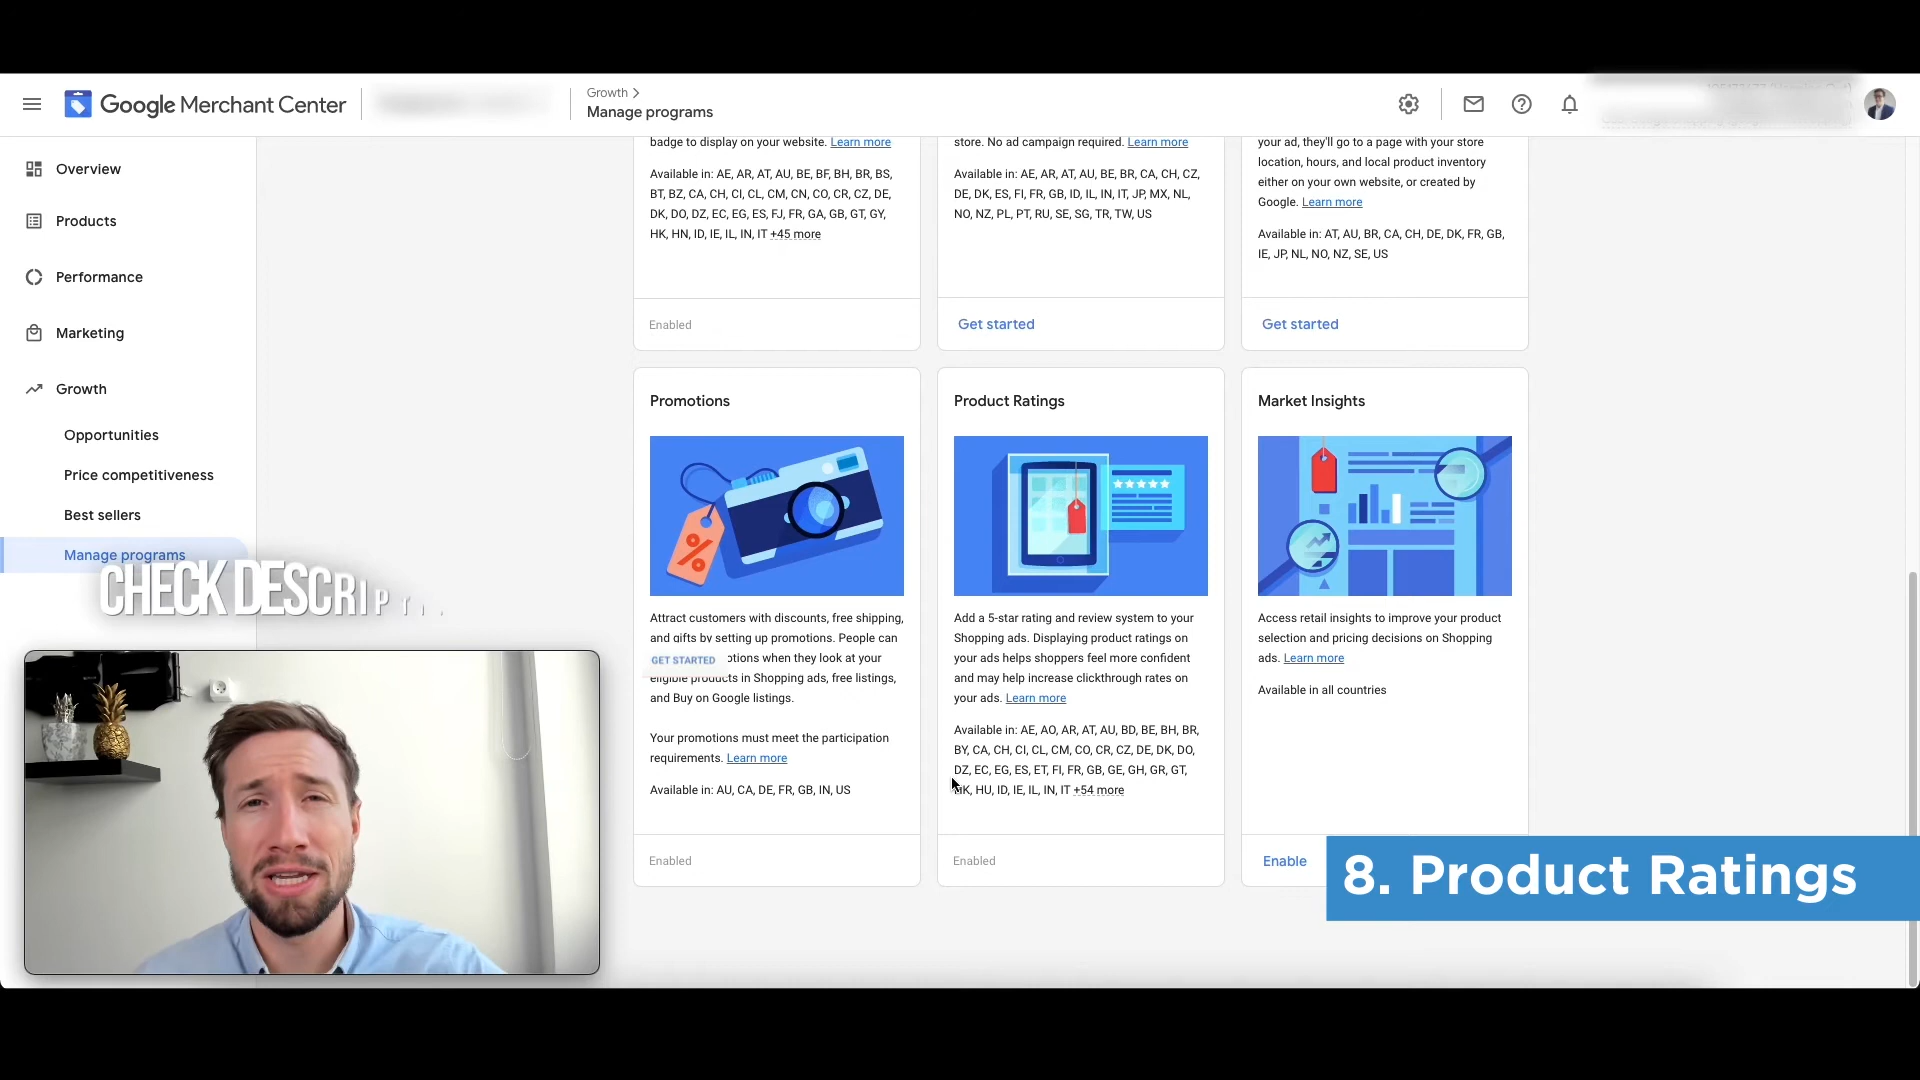 Google Merchant Center
Growth >
Manage programs
Overview
Products
Performance
Marketing
Growth
Opportunities
Price competitiveness
Best sellers
Manage programs
CHECK DESCRIPT
badge to display on your website. Learn more
Available in: AE, AR, AT, AU, BE, BF, BH, BR, BS,
BT, BZ, CA, CH, CI, CL, CM, CN, CO, CR, CZ, DE,
DK, DO, DZ, EC, EG, ES, FJ, FR, GA, GB, GT, GY,
HK, HN, ID, IE, IL, IN, IT +45 more
Enabled
store. No ad campaign required. Learn more
Available in: AE, AR, AT, AU, BE, BR, CA, CH, CZ,
DE, DK, ES, FI, FR, GB, ID, IL, IN, IT, JP, MX, NL,
NO, NZ, PL, PT, RU, SE, SG, TR, TW, US
Get started
your ad, they'll go to a page with your store
location, hours, and local product inventory
either on your own website, or created by
Google. Learn more
Available in: AT, AU, BR, CA, CH, DE, DK, FR, GB,
IE, JP, NL, NO, NZ, SE, US
Get started
Promotions
Attract customers with discounts, free shipping,
and gifts by setting up promotions. People can
GET STARTED
otions when they look at your
eligible products in Shopping ads, free listings,
and Buy on Google listings.
Your promotions must meet the participation
requirements. Learn more
Available in: AU, CA, DE, FR, GB, IN, US
Enabled
Product Ratings
Add a 5-star rating and review system to your
Shopping ads. Displaying product ratings on
your ads helps shoppers feel more confident
and may help increase clickthrough rates on
your ads. Learn more
Available in: AE, AO, AR, AT, AU, BD, BE, BH, BR,
BY, CA, CH, CI, CL, CM, CO, CR, CZ, DE, DK, DO,
DZ, EC, EG, ES, ET, FI, FR, GB, GE, GH, GR, GT,
HK, HU, ID, IE, IL, IN, IT +54 more
Enabled
Market Insights
Access retail insights to improve your product
selection and pricing decisions on Shopping
ads. Learn more
Available in all countries
Enable
8. Product Ratings